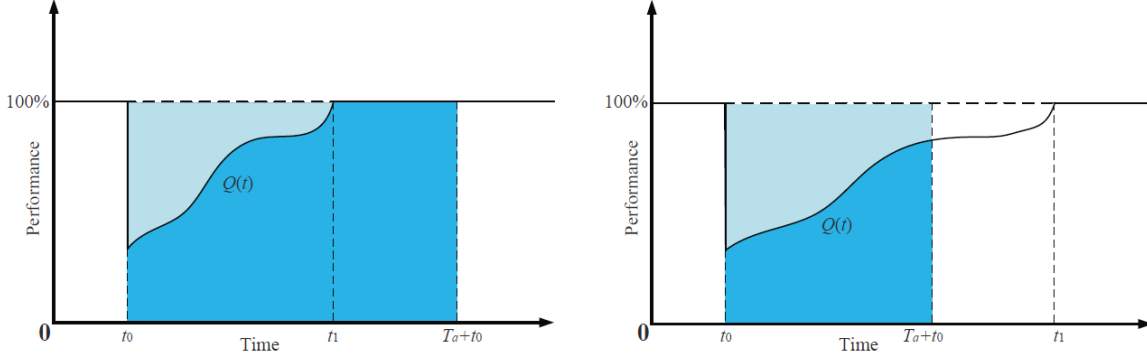 100%
Performance
Q(t)
0
t0
t1
Ta+t0
Time
100%
Performance
Q(t)
0
t0
Ta+t0
t1
Time